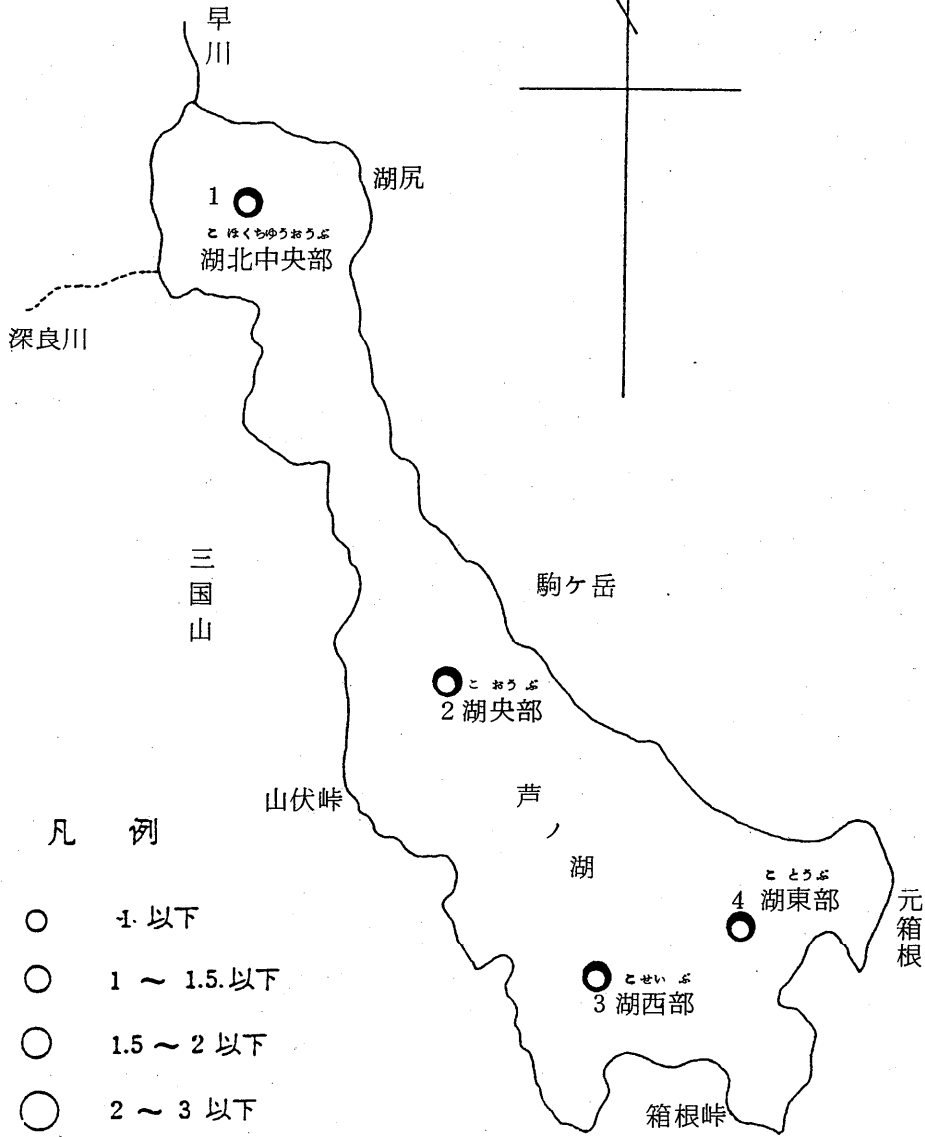 早川
湖尻
1
こほくちゆうおうぶ
湖北中央部
深良川
三国山
駒ケ岳
こおうぶ
2 湖央部
山伏峠
芦ノ湖
凡例
ことうぶ
4 湖東部
元箱根
こせいぶ
3 湖西部
箱根峠
1 以下
1 ~ 1.5 以下
1.5 ~ 2 以下
2 ~ 3 以下